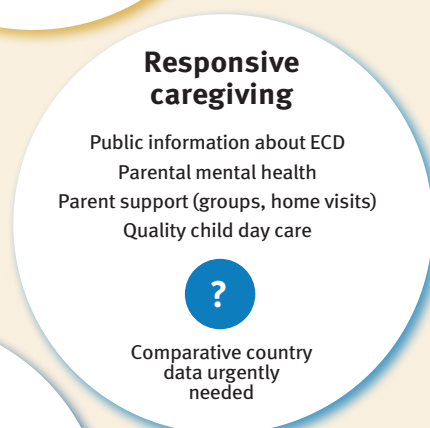 Responsive
caregiving
Public information about ECD
Parental mental health
Parent support (groups, home visits)
Quality child day care
?
Comparative country
data urgently
needed